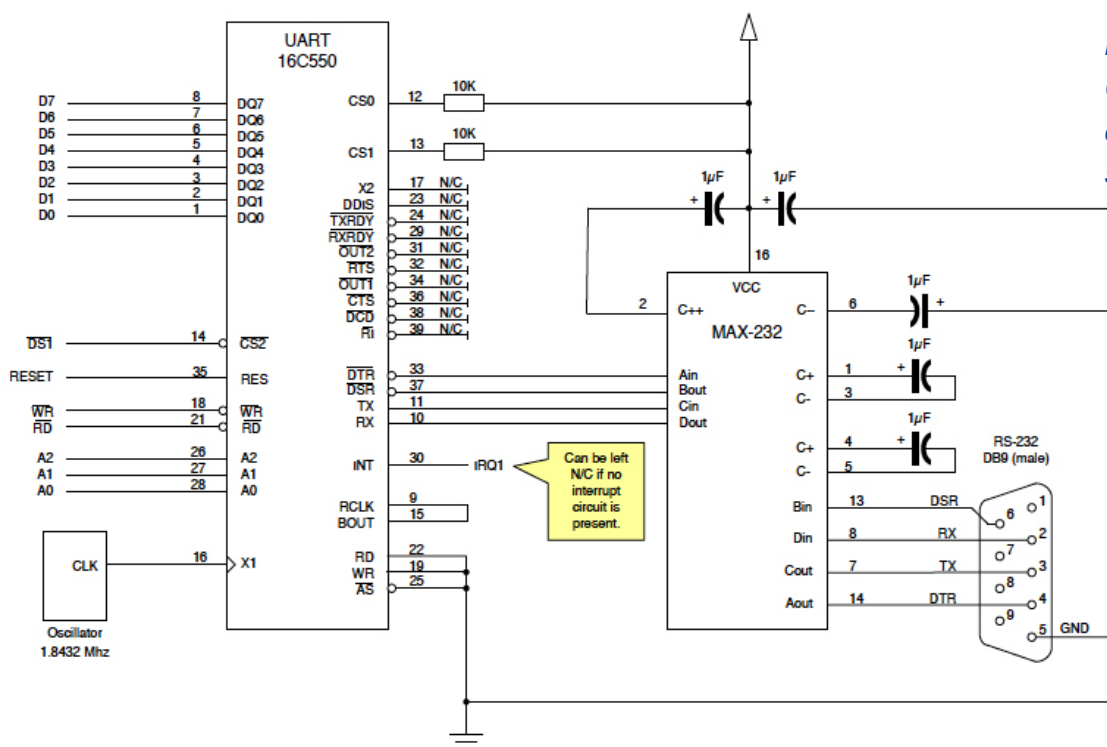 UART
16C550
D7 8 DQ7
D6 7 DQ6
D5 6 DQ5
D4 5 DQ4
D3 4 DQ3
D2 3 DQ2
D1 2 DQ1
D0 1 DQ0
DS1 14 CS2
RESET 35 RES
WR 18 WR
RD 21 RD
A2 26 A2
A1 27 A1
A0 28 A0
CLK 16 X1
Oscillator
1.8432 Mhz
CS0 12 10K
CS1 13 10K
X2 17 N/C
DDIS 23 N/C
TXRDY 24 N/C
RXRDY 29 N/C
OUT2 31 N/C
RTS 32 N/C
OUT1 34 N/C
CTS 36 N/C
DCD 38 N/C
RI 39 N/C
DTR 33 Ain
DSR 37 Bout
TX 11 Cin
RX 10 Dout
INT 30 IRQ1
Can be left
N/C if no
interrupt
circuit is
present.
RCLK 9
BOUT 15
RD 22
WR 19
AS 25
1µF 1µF
+ +
16
VCC
MAX-232
2 C++
C-- 6 1µF +
C+ 1 + 1µF
C- 3
C+ 4 + 1µF
C- 5
RS-232
DB9 (male)
Bin 13 DSR
Din 8 RX
Cout 7 TX
Aout 14 DTR
1
6
2
7
3
8
4
9
5 GND